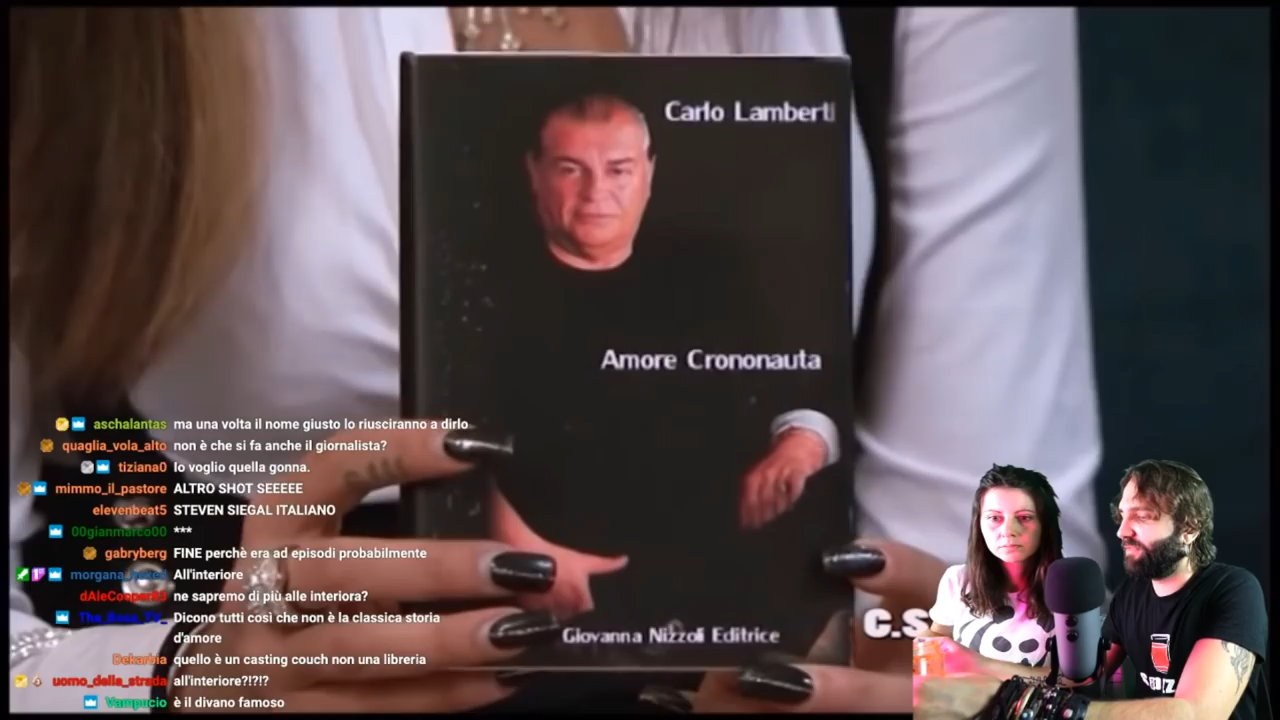 Carlo Lamberti
Amore Crononauta
Giovanna Nizzoli Editrice
C.S
aschalantas ma una volta il nome giusto lo riusciranno a dirlo
quaglia_vola_alto non è che si fa anche il giornalista?
tiziana0 lo voglio quella gonna.
mimmo_il_pastore ALTRO SHOT SEEEEE
elevenbeat5 STEVEN SIEGAL ITALIANO
00gianmarco00 ***
gabryberg FINE perchè era ad episodi probabilmente
All'interiore
ne sapremo di più alle interiora?
Dicono tutti così che non è la classica storia
d'amore
Dekarbia quello è un casting couch non una libreria
uomo_della_strada all'interiore?!?!?
Vampucio è il divano famoso